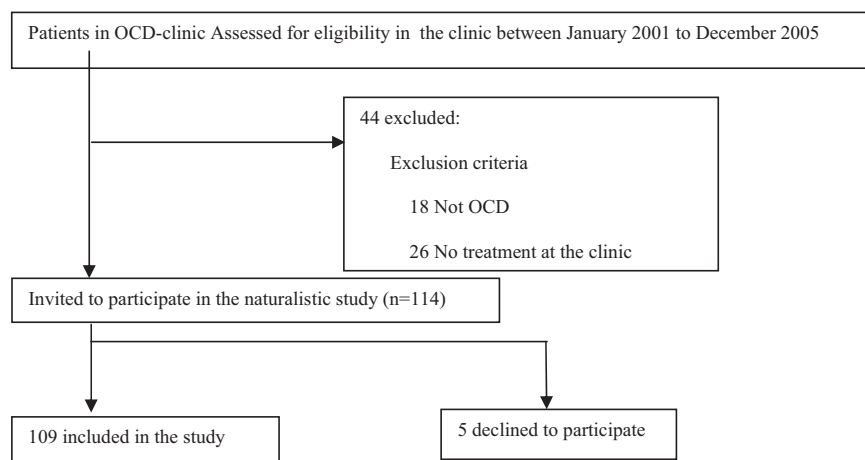 Patients in OCD-clinic Assessed for eligibility in the clinic between January 2001 to December 2005
44 excluded:
Exclusion criteria
18 Not OCD
26 No treatment at the clinic
Invited to participate in the naturalistic study (n=114)
109 included in the study
5 declined to participate